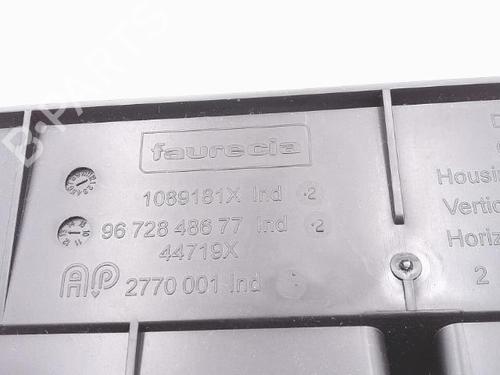 faurecia
1089181X Ind 2
96 728 486 77 Ind 2
44719X
AP 2770 001 Ind
Housin
Vertic
Horiz
2
B-PARTS